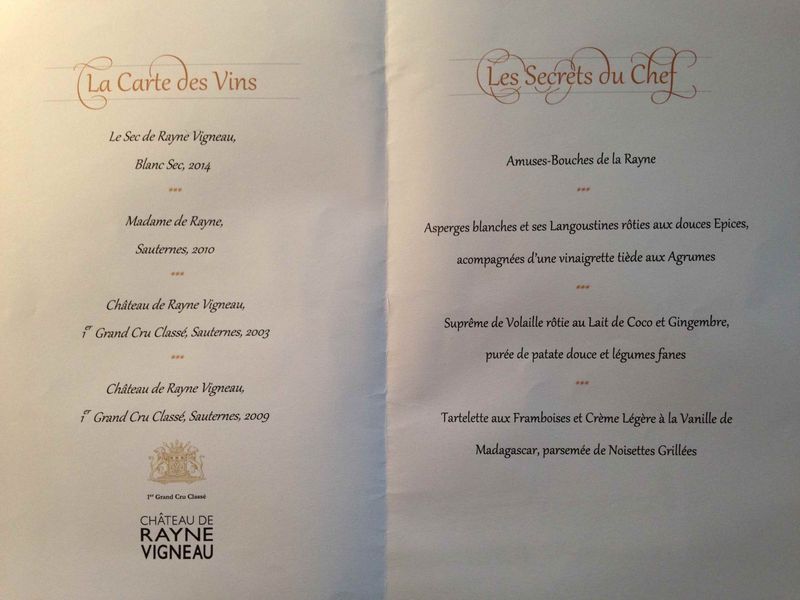 La Carte des Vins
Le Sec de Rayne Vigneau,
Blanc Sec, 2014
***
Madame de Rayne,
Sauternes, 2010
***
Château de Rayne Vigneau,
1er Grand Cru Classé, Sauternes, 2003
***
Château de Rayne Vigneau,
1er Grand Cru Classé, Sauternes, 2009
1er Grand Cru Classé
CHÂTEAU DE
RAYNE
VIGNEAU
Les Secrets du Chef
Amuses-Bouches de la Rayne
***
Asperges blanches et ses Langoustines rôties aux douces Epices,
acompagnées d'une vinaigrette tiède aux Agrumes
***
Suprême de Volaille rôtie au Lait de Coco et Gingembre,
purée de patate douce et légumes fanes
***
Tartelette aux Framboises et Crème Légère à la Vanille de
Madagascar, parsemée de Noisettes Grillées